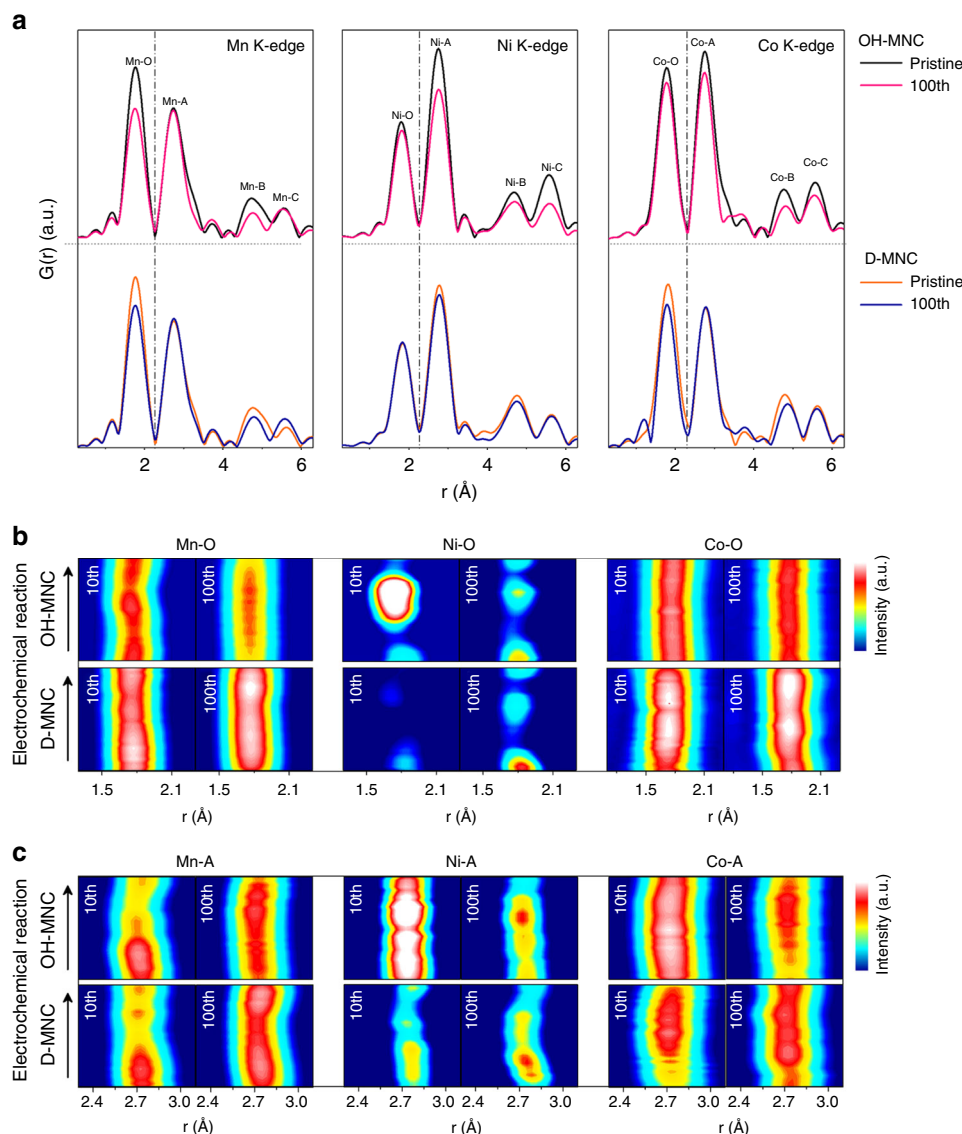 a
Mn K-edge
Ni K-edge
Co K-edge
OH-MNC
Pristine
100th
Mn-O
Mn-A
Mn-B
Mn-C
Ni-O
Ni-A
Ni-B
Ni-C
Co-O
Co-A
Co-B
Co-C
G(r) (a.u.)
D-MNC
Pristine
100th
2 4 6 2 4 6 2 4 6
r (Å)
b
Mn-O Ni-O Co-O
Electrochemical reaction
OH-MNC
10th 100th 10th 100th 10th 100th
D-MNC
10th 100th 10th 100th 10th 100th
Intensity (a.u.)
1.5 2.1 1.5 2.1 1.5 2.1 1.5 2.1 1.5 2.1 1.5 2.1
r (Å) r (Å) r (Å)
c
Mn-A Ni-A Co-A
Electrochemical reaction
OH-MNC
10th 100th 10th 100th 10th 100th
D-MNC
10th 100th 10th 100th 10th 100th
Intensity (a.u.)
2.4 2.7 3.0 2.7 3.0 2.4 2.7 3.0 2.7 3.0 2.4 2.7 3.0 2.7 3.0
r (Å) r (Å) r (Å)